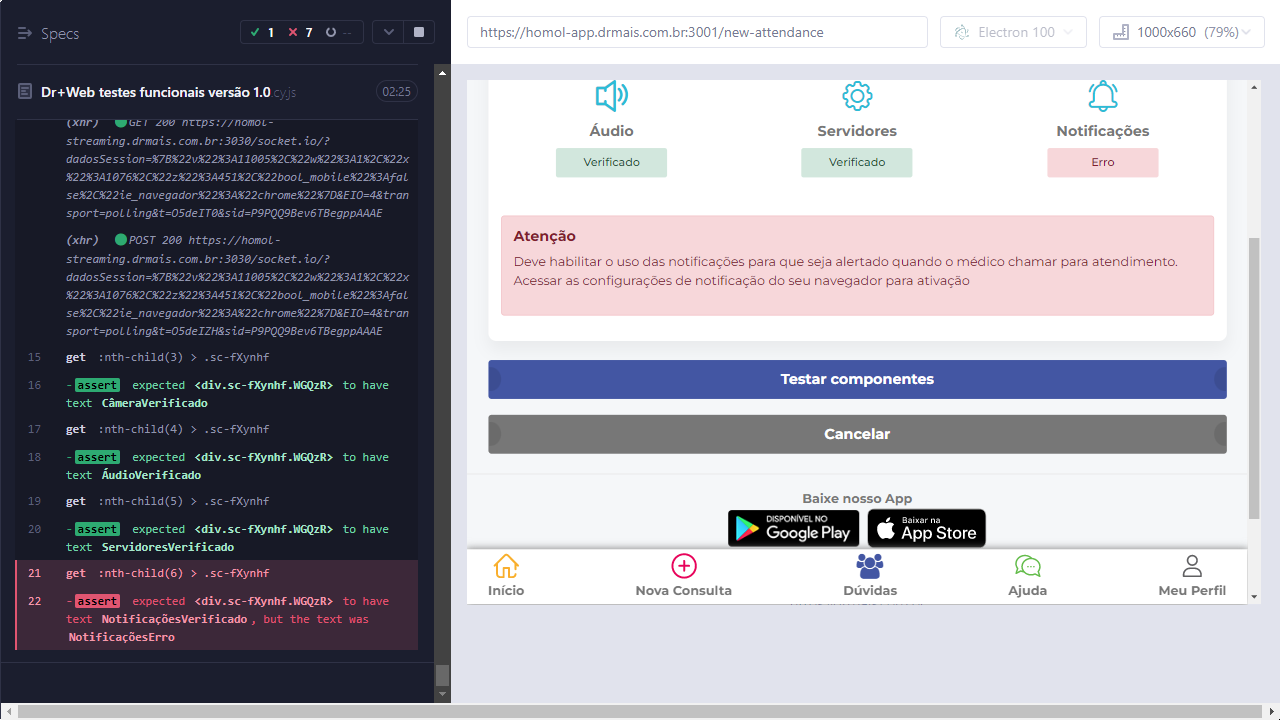 Specs
1
7
--
Dr+Web testes funcionais versão 1.0.cy.js
02:25
(xhr) GET 200 https://homol-
streaming.drmais.com.br:3030/socket.io/?
dadosSession=%7B%22v%22%3A11005%2C%22w%22%3A1%2C%22x
%22%3A1076%2C%22z%22%3A451%2C%22bool_mobile%22%3Afal
se%2C%22ie_navegador%22%3A%22chrome%22%7D&EIO=4&tran
sport=polling&t=O5deIT0&sid=P9PQQ9Bev6TBegppAAAE
(xhr) POST 200 https://homol-
streaming.drmais.com.br:3030/socket.io/?
dadosSession=%7B%22v%22%3A11005%2C%22w%22%3A1%2C%22x
%22%3A1076%2C%22z%22%3A451%2C%22bool_mobile%22%3Afal
se%2C%22ie_navegador%22%3A%22chrome%22%7D&EIO=4&tran
sport=polling&t=O5deIZH&sid=P9PQQ9Bev6TBegppAAAE
15 get :nth-child(3) > .sc-fXynhf
16 -assert expected <div.sc-fXynhf.WGQzR> to have
text CâmeraVerificado
17 get :nth-child(4) > .sc-fXynhf
18 -assert expected <div.sc-fXynhf.WGQzR> to have
text ÁudioVerificado
19 get :nth-child(5) > .sc-fXynhf
20 -assert expected <div.sc-fXynhf.WGQzR> to have
text ServidoresVerificado
21 get :nth-child(6) > .sc-fXynhf
22 -assert expected <div.sc-fXynhf.WGQzR> to have
text NotificaçõesVerificado, but the text was
NotificaçõesErro
https://homol-app.drmais.com.br:3001/new-attendance
Electron 100
1000x660 (79%)
Áudio
Verificado
Servidores
Verificado
Notificações
Erro
Atenção
Deve habilitar o uso das notificações para que seja alertado quando o médico chamar para atendimento.
Acessar as configurações de notificação do seu navegador para ativação
Testar componentes
Cancelar
Baixe nosso App
DISPONÍVEL NO
Google Play
Baixar na
App Store
Início
Nova Consulta
Dúvidas
Ajuda
Meu Perfil